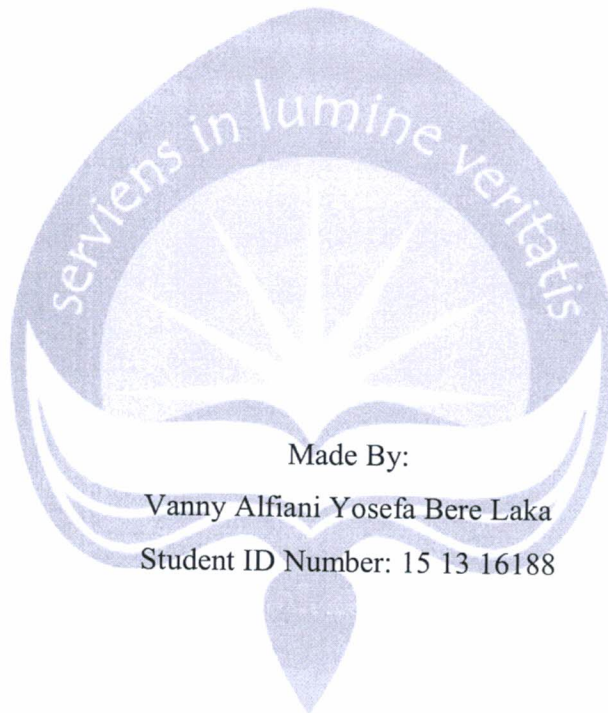 serviens in lumine veritatis
Made By:
Vanny Alfiani Yosefa Bere Laka
Student ID Number: 15 13 16188